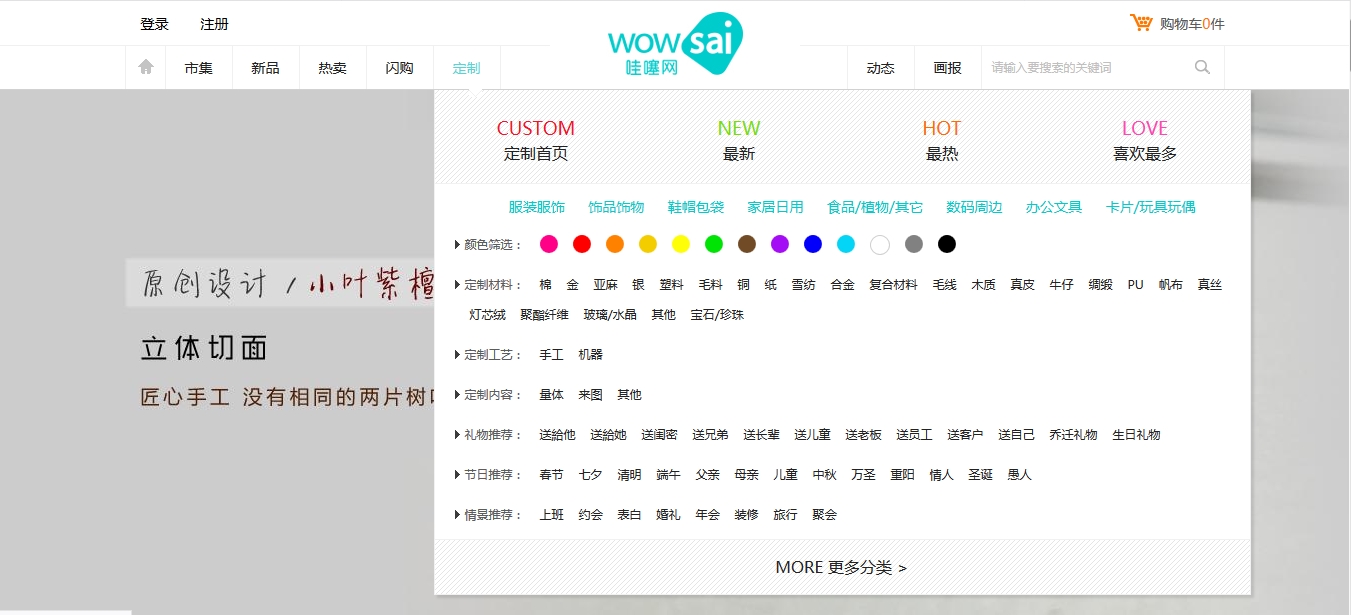 登录 注册
wow sai
哇噻网
购物车0件
市集 新品 热卖 闪购 定制
动态 画报 请输入要搜索的关键词
CUSTOM NEW HOT LOVE
定制首页 最新 最热 喜欢最多
服装服饰 饰品饰物 鞋帽包袋 家居日用 食品/植物/其它 数码周边 办公文具 卡片/玩具玩偶
颜色筛选：
定制材料： 棉 金 亚麻 银 塑料 毛料 铜 纸 雪纺 合金 复合材料 毛线 木质 真皮 牛仔 绸缎 PU 帆布 真丝
灯芯绒 聚酯纤维 玻璃/水晶 其他 宝石/珍珠
定制工艺： 手工 机器
定制内容： 量体 来图 其他
礼物推荐： 送給他 送給她 送闺密 送兄弟 送长辈 送儿童 送老板 送员工 送客户 送自己 乔迁礼物 生日礼物
节日推荐： 春节 七夕 清明 端午 父亲 母亲 儿童 中秋 万圣 重阳 情人 圣诞 愚人
情景推荐： 上班 约会 表白 婚礼 年会 装修 旅行 聚会
MORE 更多分类 >
原创设计 / 小叶紫檀
立体切面
匠心手工 没有相同的两片树